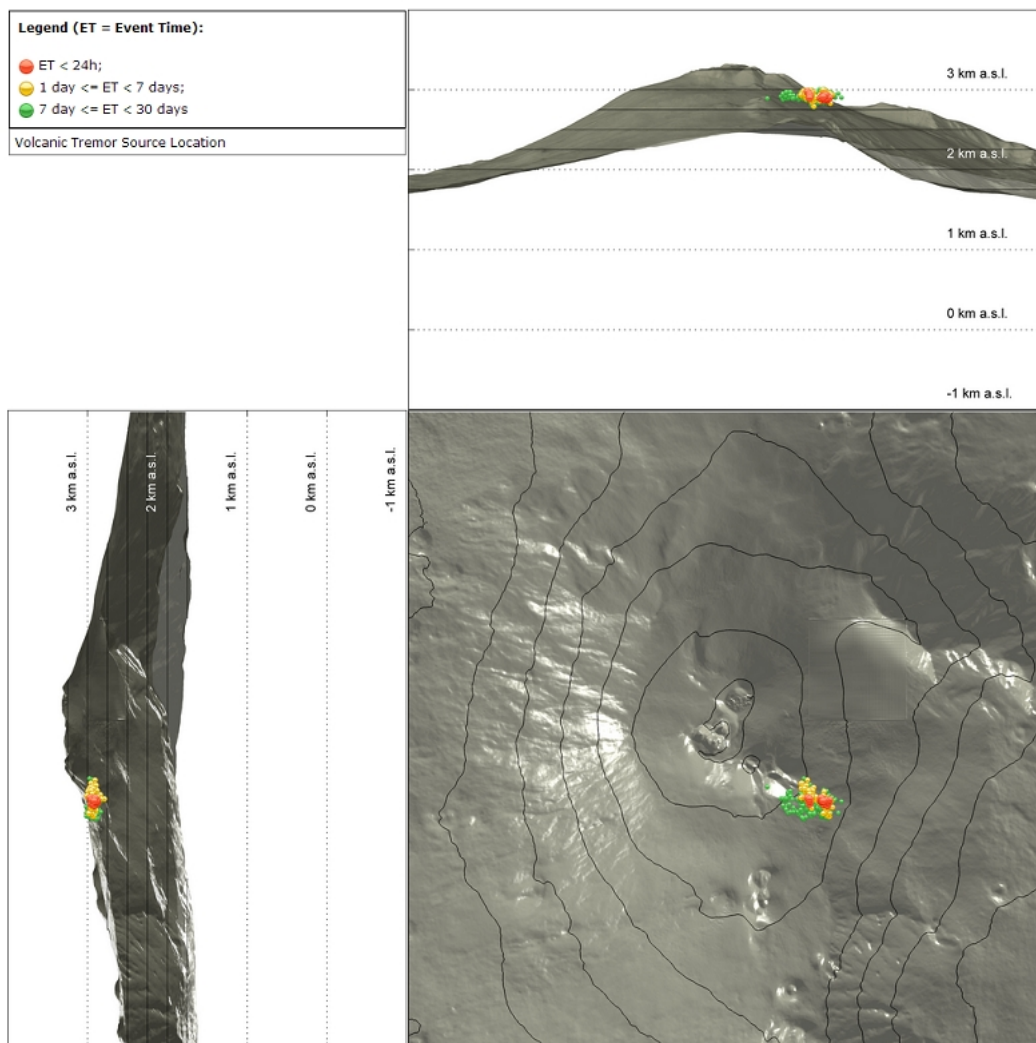 Legend (ET = Event Time):
ET < 24h;
1 day <= ET < 7 days;
7 day <= ET < 30 days
Volcanic Tremor Source Location
3 km a.s.l.
2 km a.s.l.
1 km a.s.l.
0 km a.s.l.
-1 km a.s.l.
3 km a.s.l.
2 km a.s.l.
1 km a.s.l.
0 km a.s.l.
-1 km a.s.l.